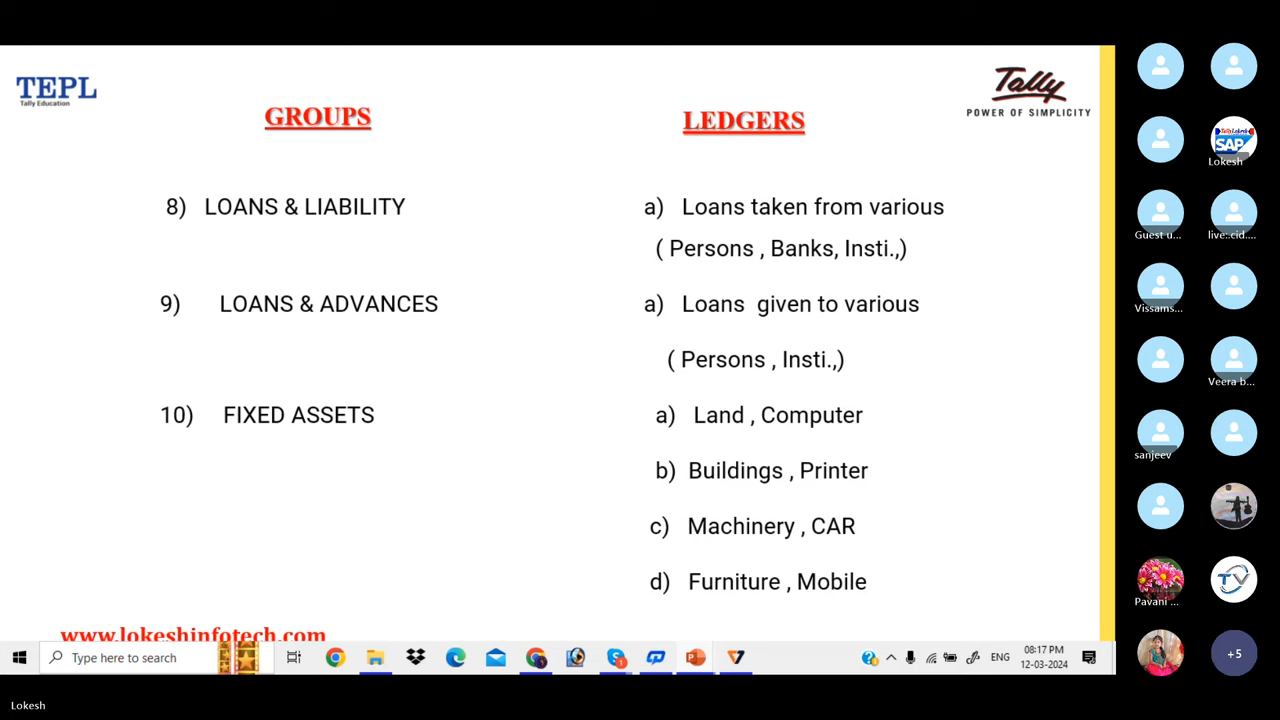 TEPL
Tally Education
GROUPS
LEDGERS
Tally
POWER OF SIMPLICITY
8) LOANS & LIABILITY
a) Loans taken from various
( Persons , Banks, Insti.,)
9) LOANS & ADVANCES
a) Loans given to various
( Persons , Insti.,)
10) FIXED ASSETS
a) Land , Computer
b) Buildings , Printer
c) Machinery , CAR
d) Furniture , Mobile
www.lokeshinfotech.com
Type here to search
ENG
08:17 PM
12-03-2024
SAP
Lokesh
Guest u...
live:.cid....
Vissams...
Veera b...
sanjeev
Pavani ...
TV
+5
Lokesh